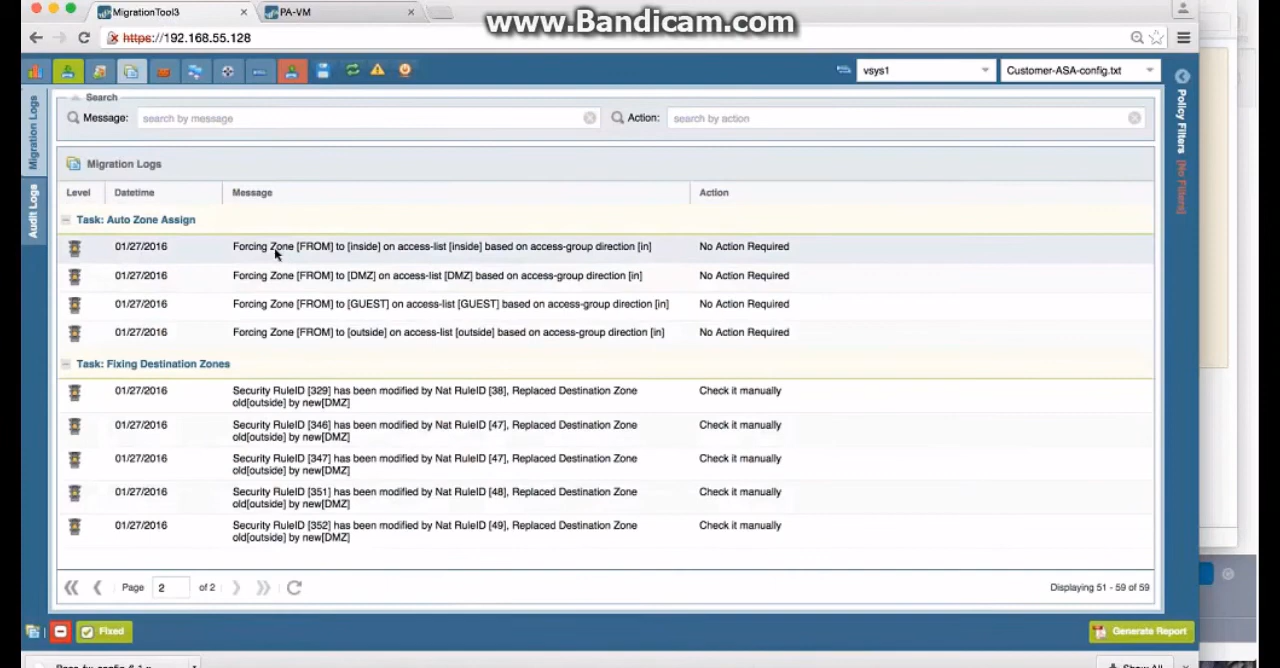 www.Bandicam.com
MigrationTool3
PA-VM
https://192.168.55.128
vsys1
Customer-ASA-config.txt
Migration Logs
Audit Logs
Policy Filters [No Filters]
Search
Message: search by message
Action: search by action
Migration Logs
Level Datetime Message Action
Task: Auto Zone Assign
01/27/2016 Forcing Zone [FROM] to [inside] on access-list [inside] based on access-group direction [in] No Action Required
01/27/2016 Forcing Zone [FROM] to [DMZ] on access-list [DMZ] based on access-group direction [in] No Action Required
01/27/2016 Forcing Zone [FROM] to [GUEST] on access-list [GUEST] based on access-group direction [in] No Action Required
01/27/2016 Forcing Zone [FROM] to [outside] on access-list [outside] based on access-group direction [in] No Action Required
Task: Fixing Destination Zones
01/27/2016 Security RuleID [329] has been modified by Nat RuleID [38], Replaced Destination Zone Check it manually
old[outside] by new[DMZ]
01/27/2016 Security RuleID [346] has been modified by Nat RuleID [47], Replaced Destination Zone Check it manually
old[outside] by new[DMZ]
01/27/2016 Security RuleID [347] has been modified by Nat RuleID [47], Replaced Destination Zone Check it manually
old[outside] by new[DMZ]
01/27/2016 Security RuleID [351] has been modified by Nat RuleID [48], Replaced Destination Zone Check it manually
old[outside] by new[DMZ]
01/27/2016 Security RuleID [352] has been modified by Nat RuleID [49], Replaced Destination Zone Check it manually
old[outside] by new[DMZ]
Page 2 of 2
Displaying 51 - 59 of 59
Fixed
Generate Report
Show All